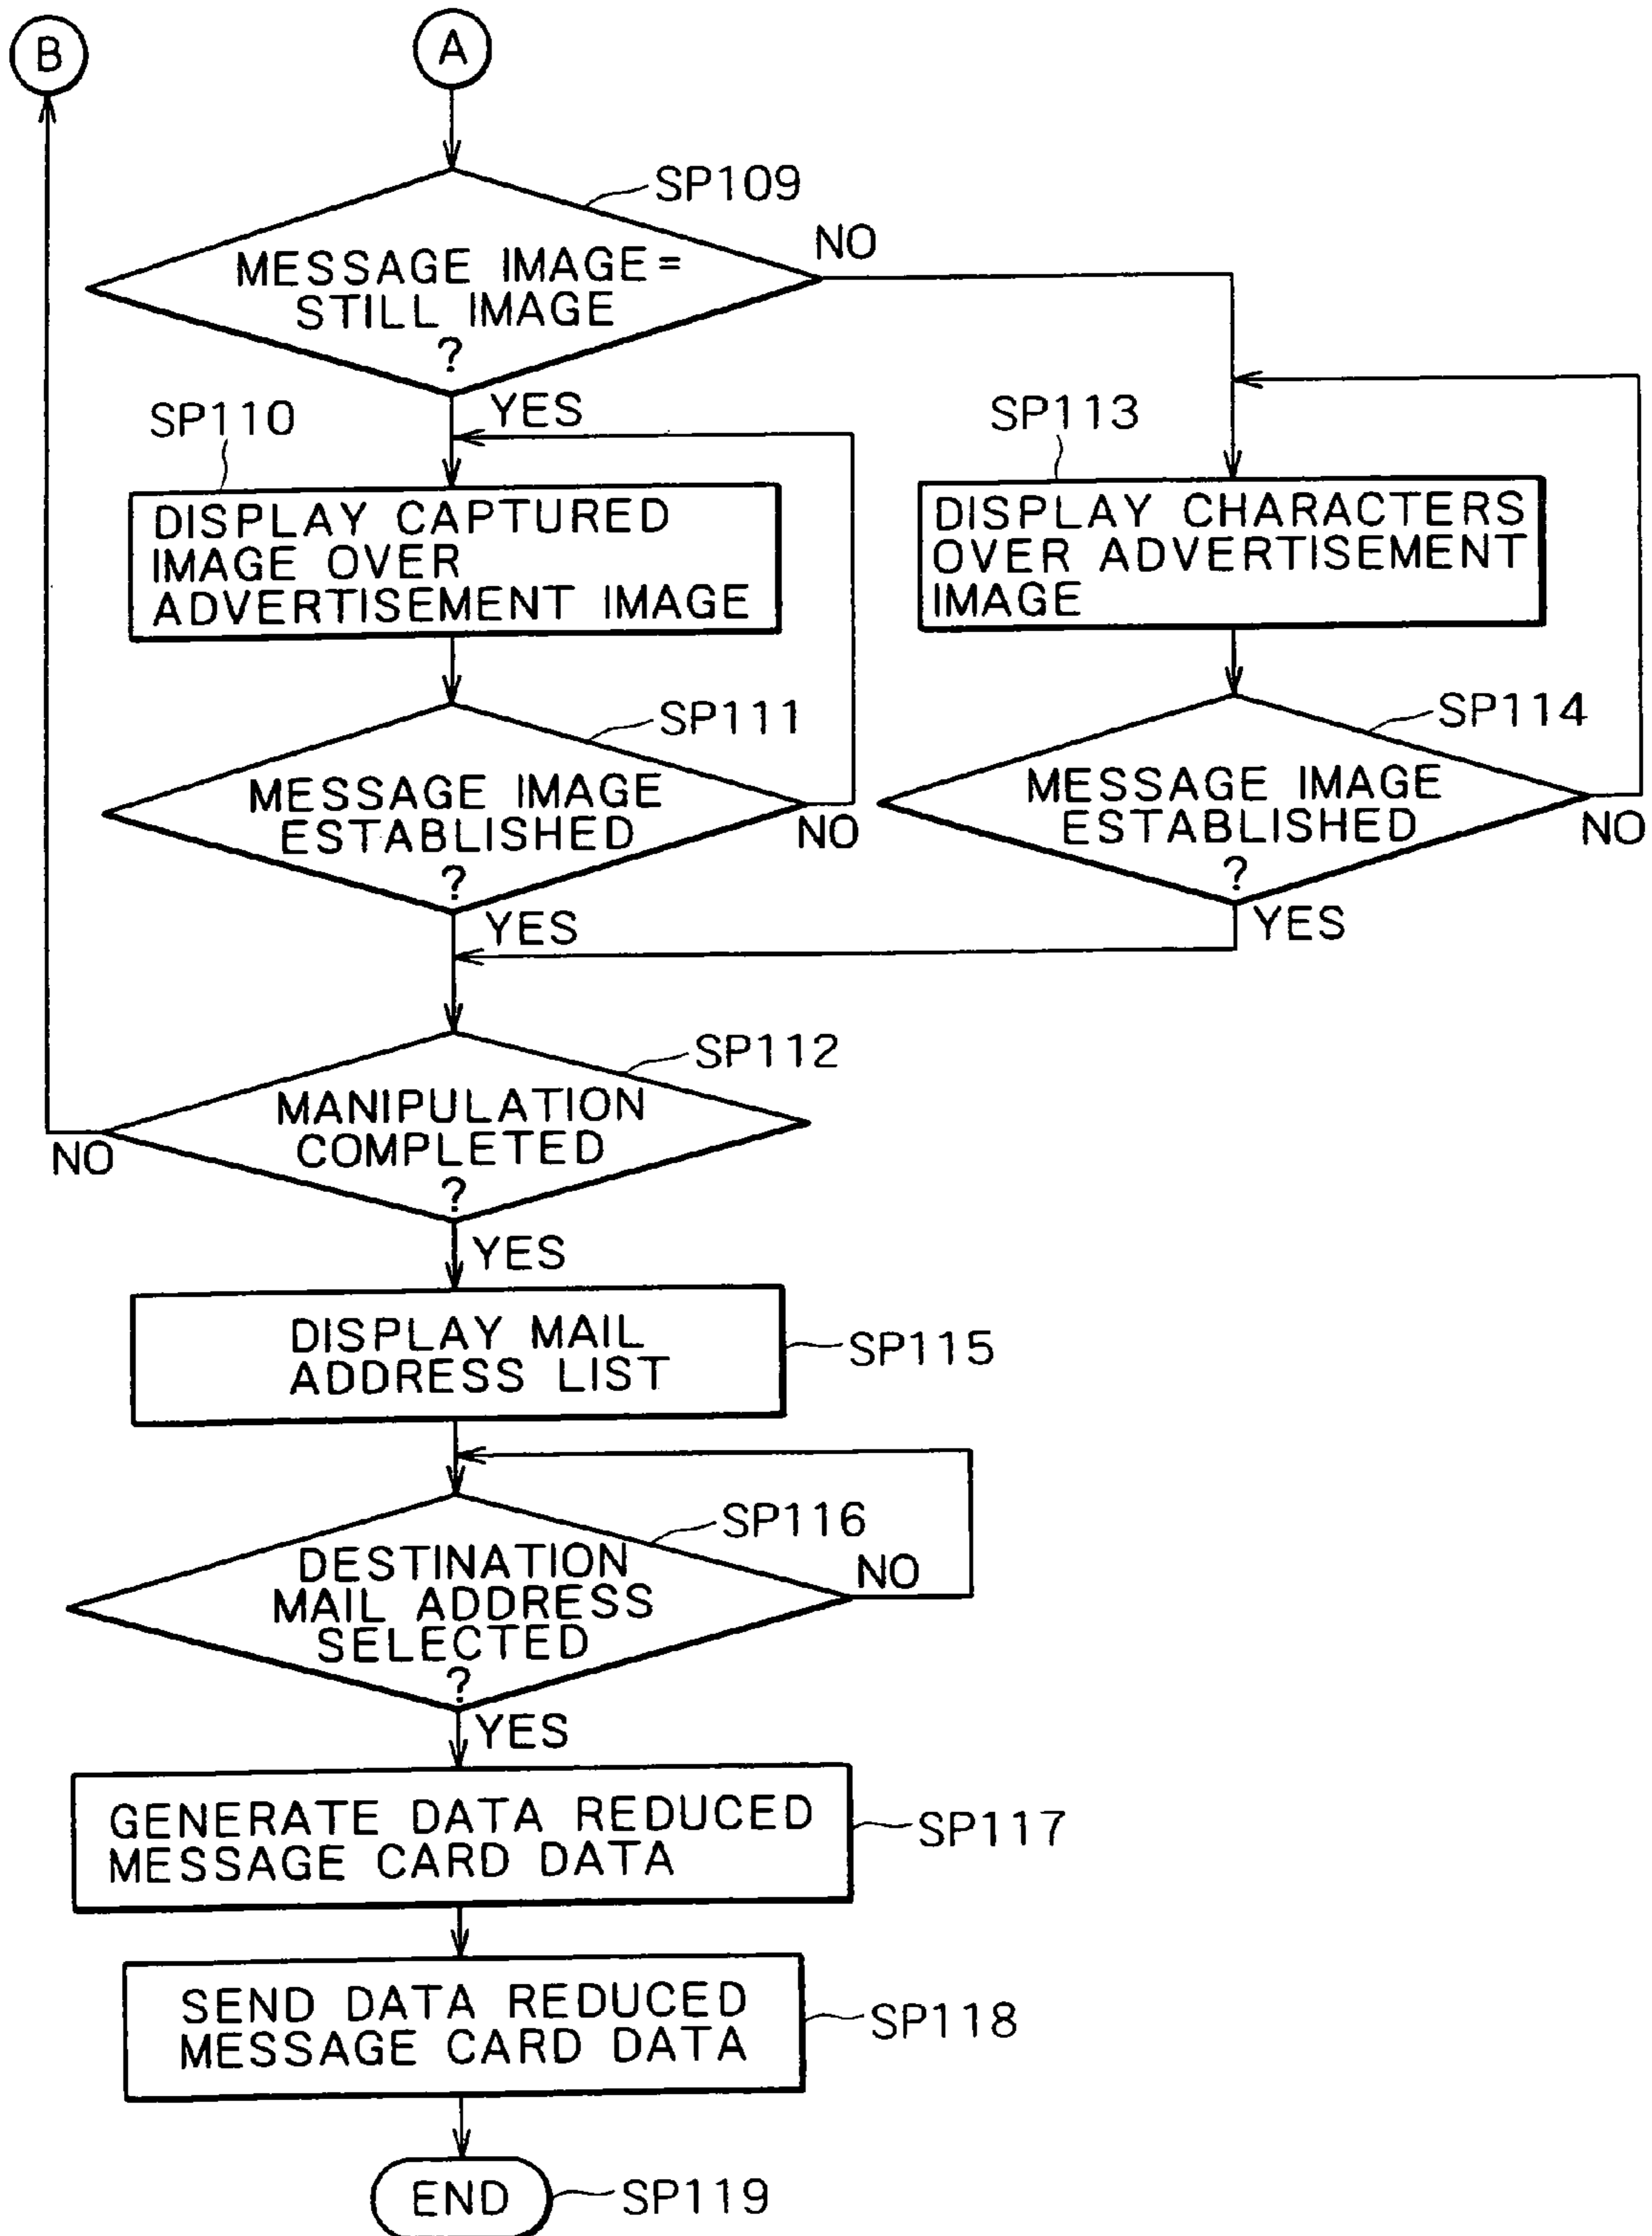 B
A
SP109
MESSAGE IMAGE=
STILL IMAGE
?
NO
YES
SP110
DISPLAY CAPTURED
IMAGE OVER
ADVERTISEMENT IMAGE
SP113
DISPLAY CHARACTERS
OVER ADVERTISEMENT
IMAGE
SP111
MESSAGE IMAGE
ESTABLISHED
?
NO
YES
SP114
MESSAGE IMAGE
ESTABLISHED
?
NO
YES
SP112
MANIPULATION
COMPLETED
?
NO
YES
DISPLAY MAIL
ADDRESS LIST
SP115
SP116
DESTINATION
MAIL ADDRESS
SELECTED
?
NO
YES
GENERATE DATA REDUCED
MESSAGE CARD DATA
SP117
SEND DATA REDUCED
MESSAGE CARD DATA
SP118
END
SP119